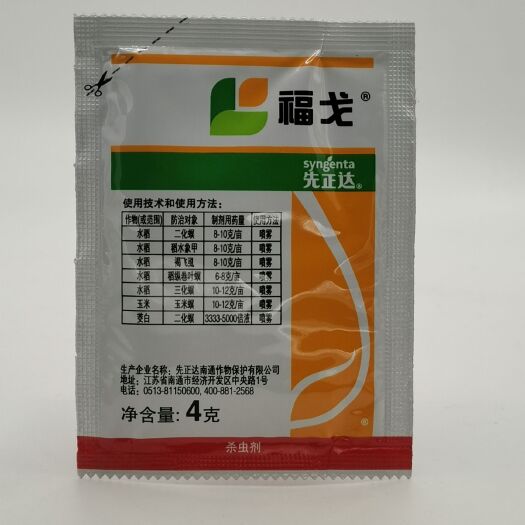 福戈®
syngenta
先正达®
使用技术和使用方法:
作物(或范围) 防治对象 制剂用药量 使用方法
水稻 二化螟 8-10克/亩 喷雾
水稻 稻水象甲 8-10克/亩 喷雾
水稻 褐飞虱 8-10克/亩 喷雾
水稻 稻纵卷叶螟 6-8克/亩 喷雾
水稻 三化螟 10-12克/亩 喷雾
玉米 玉米螟 10-12克/亩 喷雾
茭白 二化螟 3333-5000倍液 喷雾
生产企业名称: 先正达南通作物保护有限公司
地址: 江苏省南通市经济开发区中央路1号
电话: 0513-81150600, 400-881-2568
净含量: 4克
®
杀虫剂